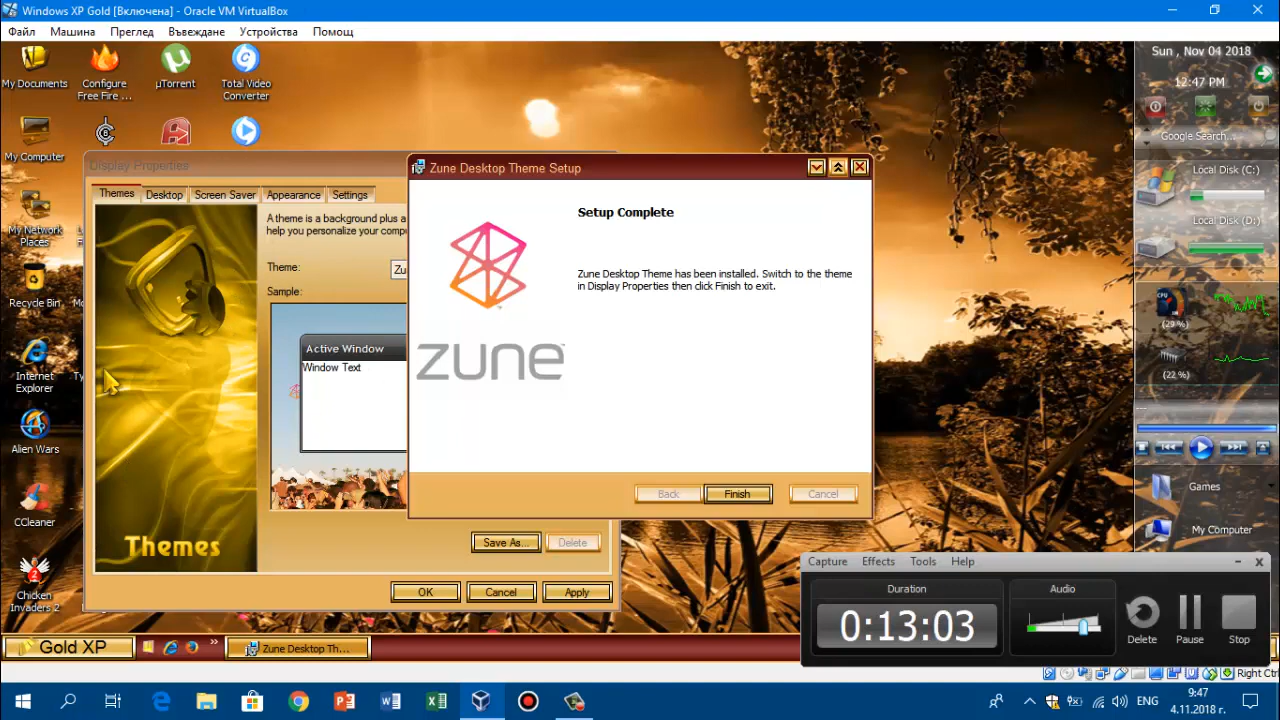 Windows XP Gold [Включена] - Oracle VM VirtualBox
Файл Машина Преглед Въвеждане Устройства Помощ
My Documents
Configure
Free Fire ...
µTorrent
Total Video
Converter
My Computer
My Network
Places
Recycle Bin
Internet
Explorer
Alien Wars
CCleaner
Chicken
Invaders 2
Display Properties
Themes Desktop Screen Saver Appearance Settings
A theme is a background plus a
help you personalize your comp
Theme:
Zu
Sample:
Active Window
Window Text
Themes
Save As... Delete
OK Cancel Apply
Zune Desktop Theme Setup
Setup Complete
Zune Desktop Theme has been installed. Switch to the theme
in Display Properties then click Finish to exit.
zune
Back Finish Cancel
Sun , Nov 04 2018
12:47 PM
Google Search...
Local Disk (C:)
Local Disk (D:)
CPU
(29 %)
(22 %)
Games
My Computer
Capture Effects Tools Help
Duration
0:13:03
Audio
Delete Pause Stop
Gold XP
Zune Desktop Th...
Right Ctrl
ENG
9:47
4.11.2018 г.